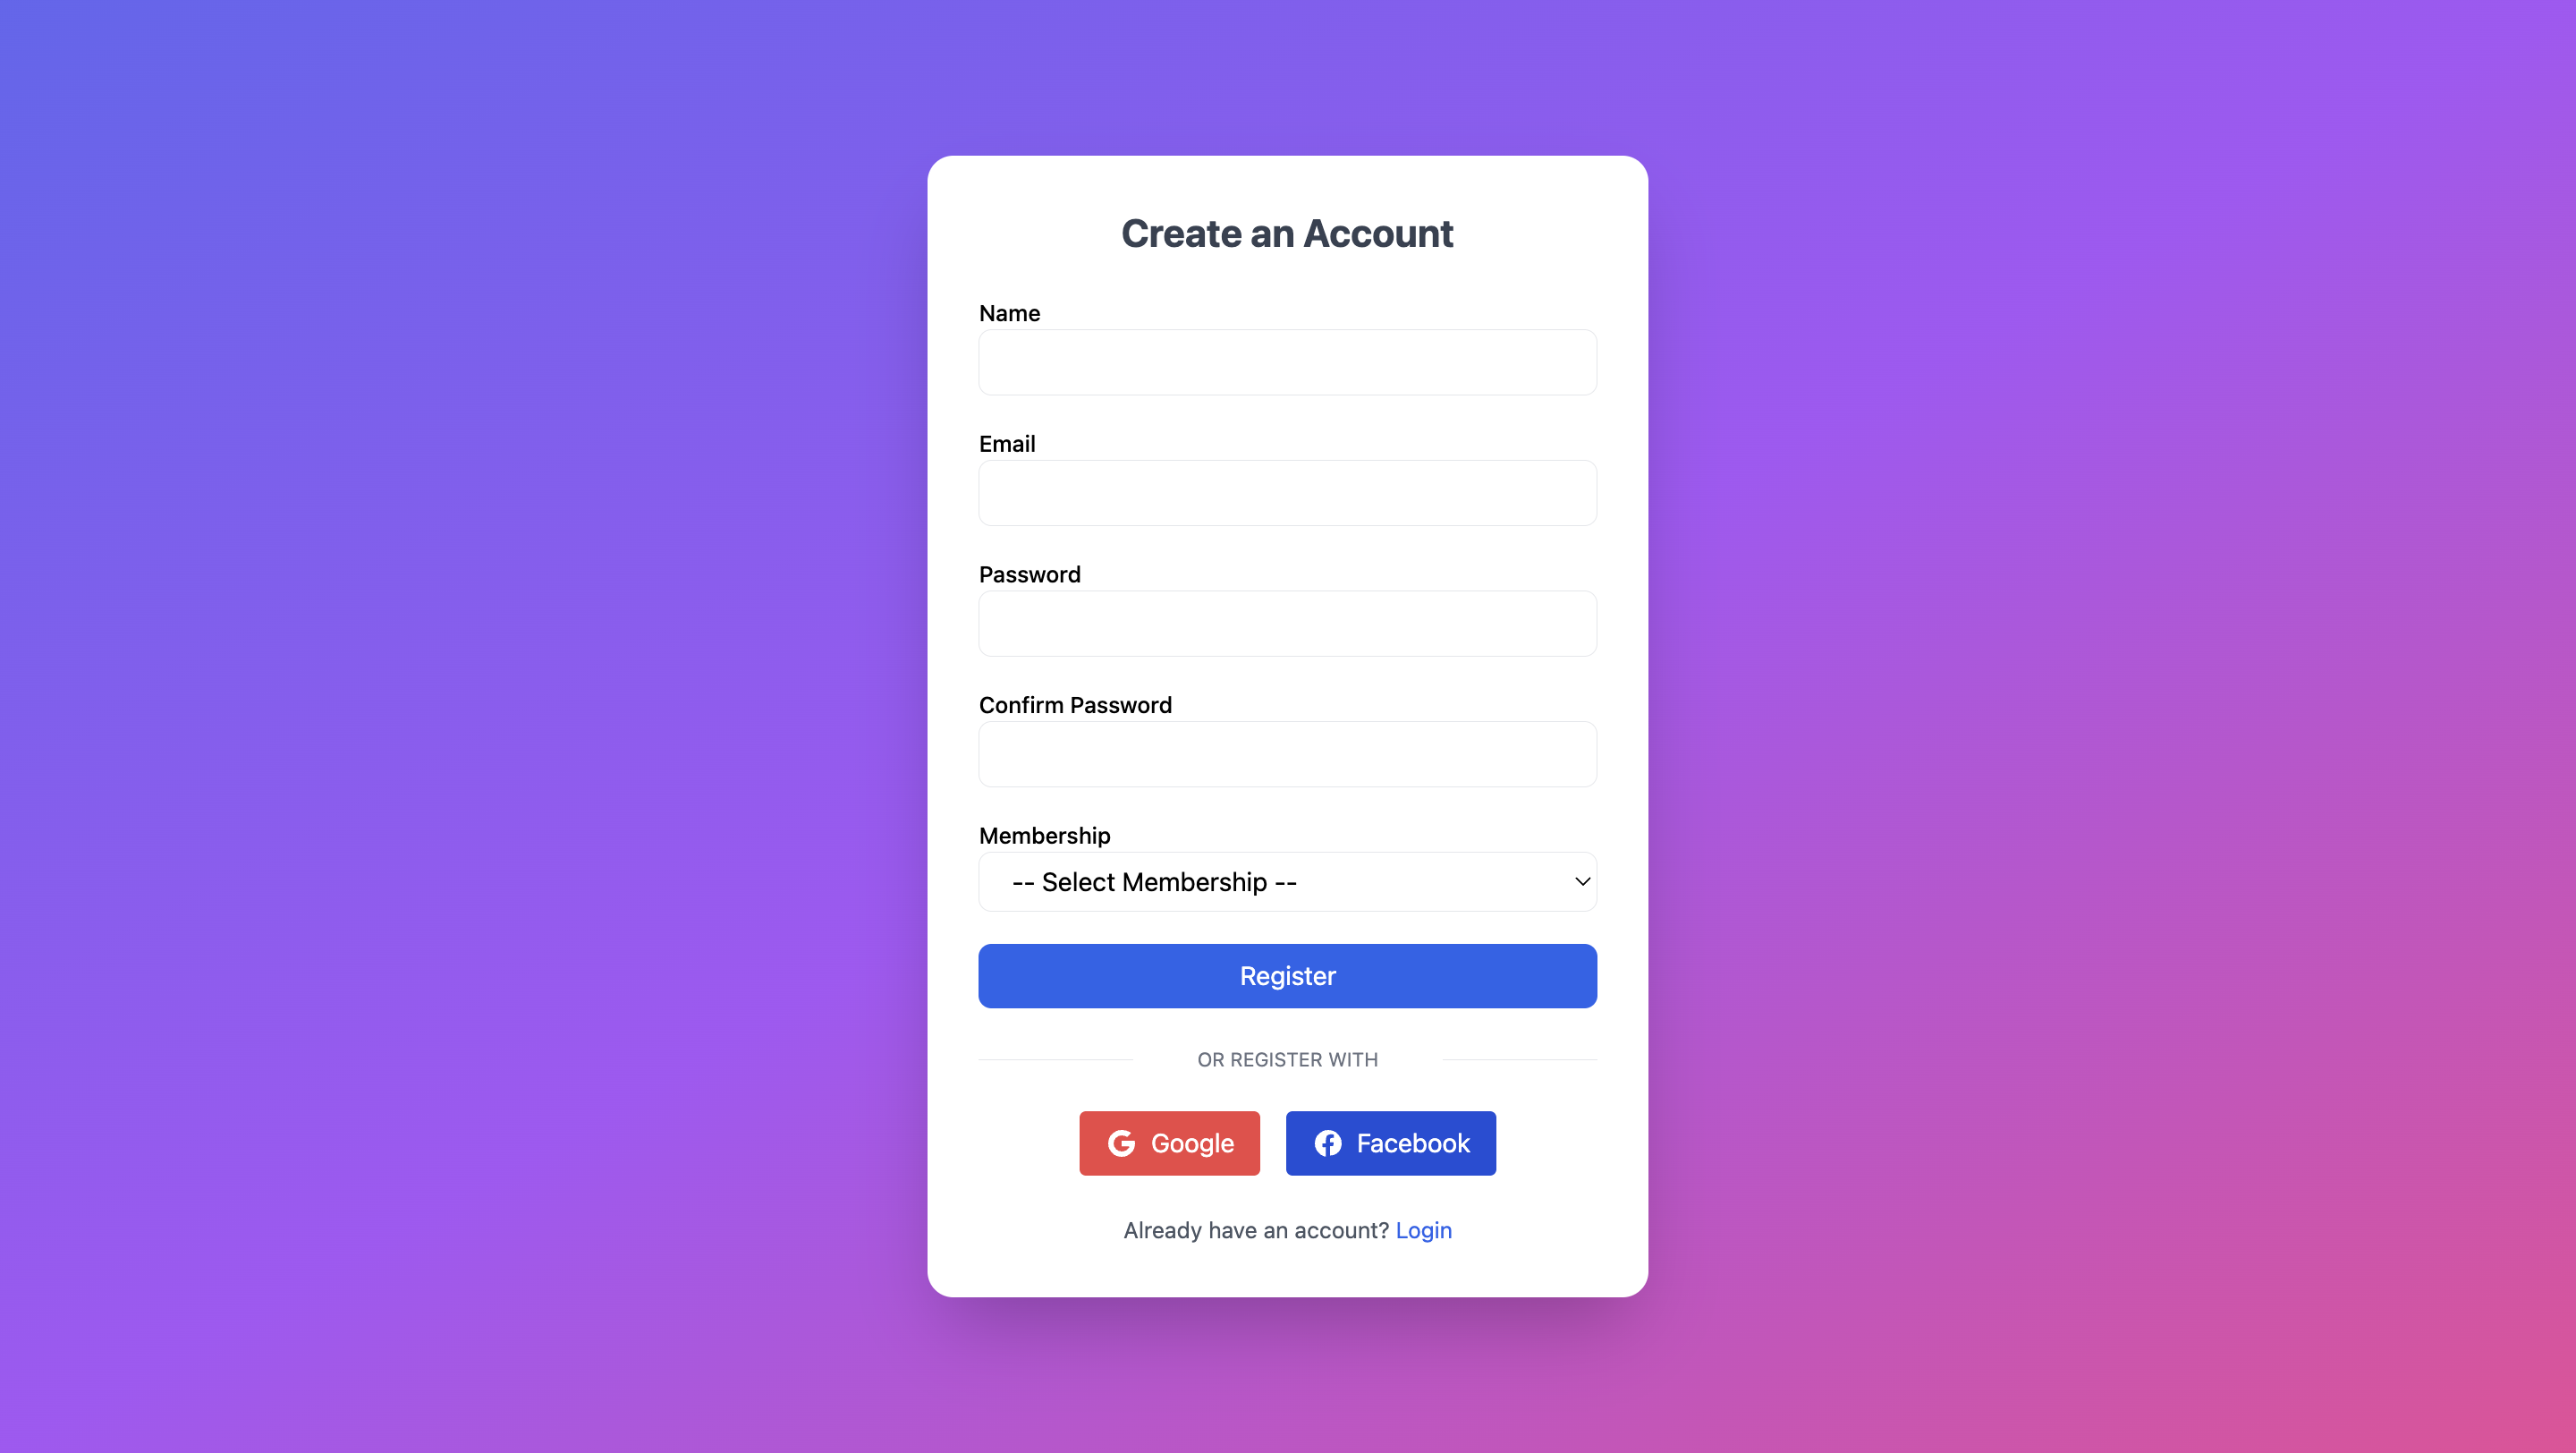 Create an Account
Name
Email
Password
Confirm Password
Membership
-- Select Membership --
Register
OR REGISTER WITH
Google
Facebook
Already have an account? Login